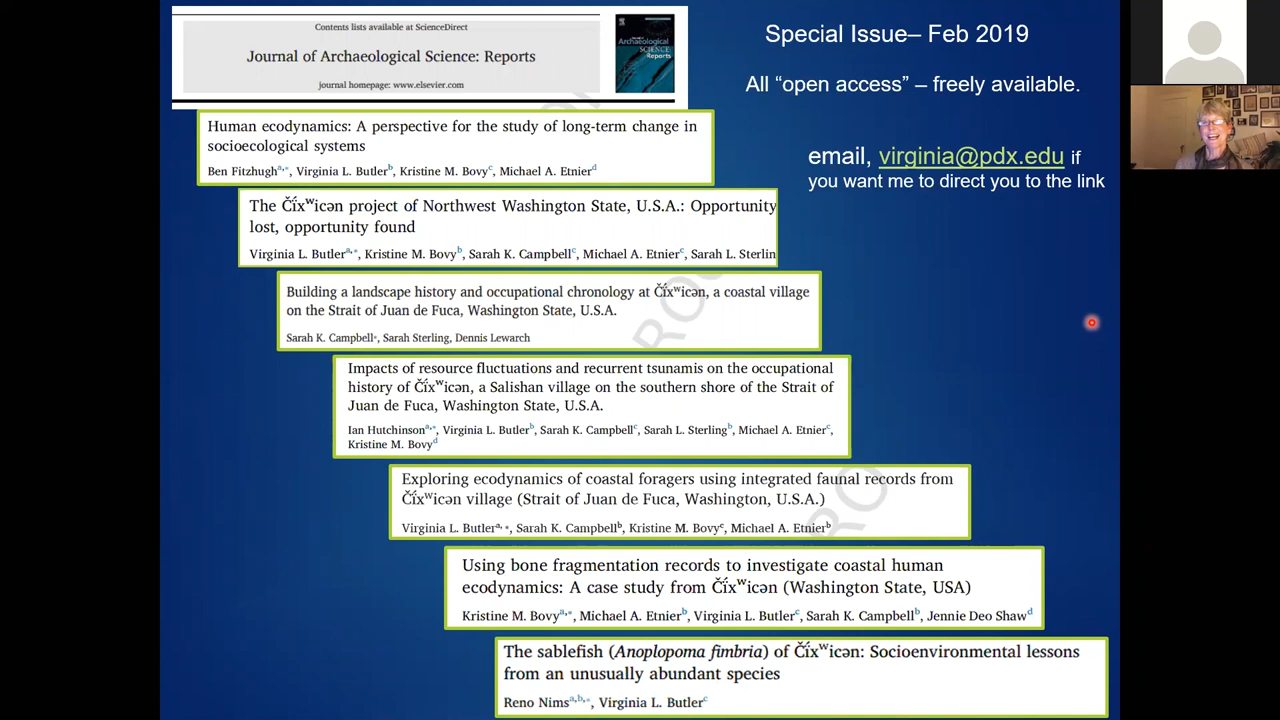 Contents lists available at ScienceDirect
Journal of Archaeological Science: Reports
journal homepage: www.elsevier.com
Archaeological
SCIENCE
Reports
Special Issue– Feb 2019
All “open access” – freely available.
email, virginia@pdx.edu if
you want me to direct you to the link
Human ecodynamics: A perspective for the study of long-term change in
socioecological systems
Ben Fitzhugh a,*, Virginia L. Butler b, Kristine M. Bovy c, Michael A. Etnier d
The Č̓ixʷicən project of Northwest Washington State, U.S.A.: Opportunity
lost, opportunity found
Virginia L. Butler a,*, Kristine M. Bovy b, Sarah K. Campbell c, Michael A. Etnier c, Sarah L. Sterlin
Building a landscape history and occupational chronology at Č̓ixʷicən, a coastal village
on the Strait of Juan de Fuca, Washington State, U.S.A.
Sarah K. Campbell*, Sarah Sterling, Dennis Lewarch
Impacts of resource fluctuations and recurrent tsunamis on the occupational
history of Č̓ixʷicən, a Salishan village on the southern shore of the Strait of
Juan de Fuca, Washington State, U.S.A.
Ian Hutchinson a,*, Virginia L. Butler b, Sarah K. Campbell c, Sarah L. Sterling b, Michael A. Etnier c,
Kristine M. Bovy d
Exploring ecodynamics of coastal foragers using integrated faunal records from
Č̓ixʷicən village (Strait of Juan de Fuca, Washington, U.S.A.)
Virginia L. Butler a,*, Sarah K. Campbell b, Kristine M. Bovy c, Michael A. Etnier b
Using bone fragmentation records to investigate coastal human
ecodynamics: A case study from Č̓ixʷicən (Washington State, USA)
Kristine M. Bovy a,*, Michael A. Etnier b, Virginia L. Butler c, Sarah K. Campbell b, Jennie Deo Shaw d
The sablefish (Anoplopoma fimbria) of Č̓ixʷicən: Socioenvironmental lessons
from an unusually abundant species
Reno Nims a,b,*, Virginia L. Butler c